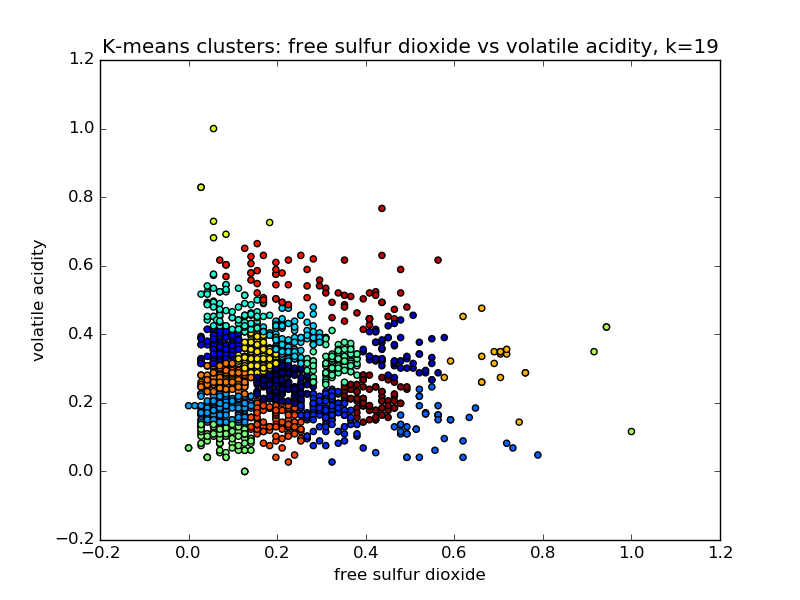 K-means clusters: free sulfur dioxide vs volatile acidity, k=19
1.2
1.0
0.8
0.6
0.4
0.2
0.0
−0.2
volatile acidity
−0.2 0.0 0.2 0.4 0.6 0.8 1.0 1.2
free sulfur dioxide